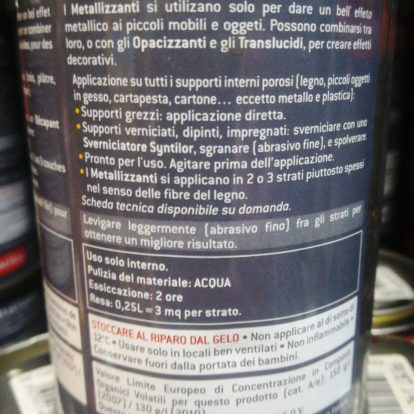 I Metallizzanti si utilizzano solo per dare un bell' effetto
metallico ai piccoli mobili e oggetti. Possono combinarsi tra
loro, o con gli Opacizzanti e gli Translucidi, per creare effetti
decorativi.
Applicazione su tutti i supporti interni porosi (legno, piccoli oggetti
in gesso, cartapesta, cartone... eccetto metallo e plastica):
• Supporti grezzi: applicazione diretta.
• Supporti verniciati, dipinti, impregnati: sverniciare con uno
Sverniciatore Syntilor, sgranare (abrasivo fine), e spolverare.
• Pronto per l'uso. Agitare prima dell'applicazione.
• I Metallizzanti si applicano in 2 o 3 strati piuttosto spessi
nel senso delle fibre del legno.
Scheda tecnica disponibile su domanda.
Levigare leggermente (abrasivo fino) fra gli strati per
ottenere un migliore risultato.
Uso solo interno.
Pulizia del materiale: ACQUA
Essiccazione: 2 ore
Resa: 0,25L = 3 mq per strato.
STOCCARE AL RIPARO DAL GELO • Non applicare al di sotto di
12°C • Usare solo in locali ben ventilati • Non infiammabile •
Conservare fuori dalla portata dei bambini.
Valore Limite Europeo di Concentrazione in Composti
Organici Volatili per questo prodotto (cat. A/e). 150 g/l
(2007) / 130 g/l (2010).